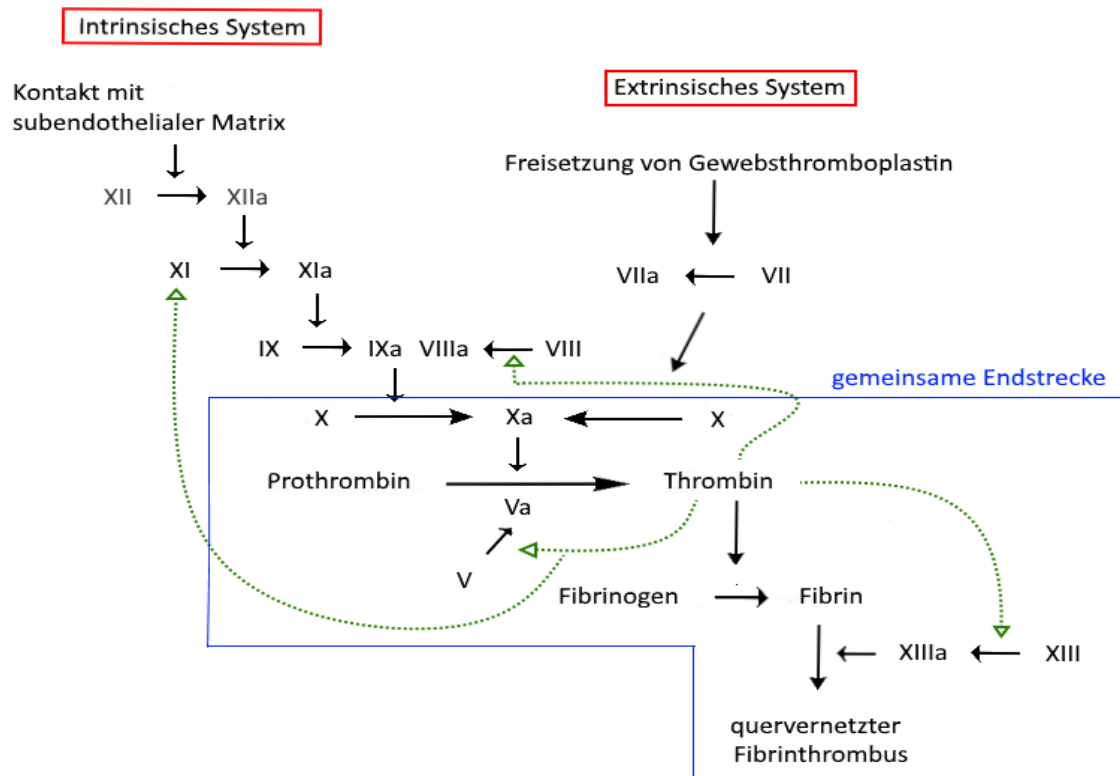 Intrinsisches System
Extrinsisches System
Kontakt mit
subendothelialer Matrix
Freisetzung von Gewebsthromboplastin
XII XIIa
XI XIa
VIIa VII
IX IXa VIIIa VIII
gemeinsame Endstrecke
X Xa X
Prothrombin Thrombin
Va
V
Fibrinogen Fibrin
XIIIa XIII
quervernetzter
Fibrinthrombus